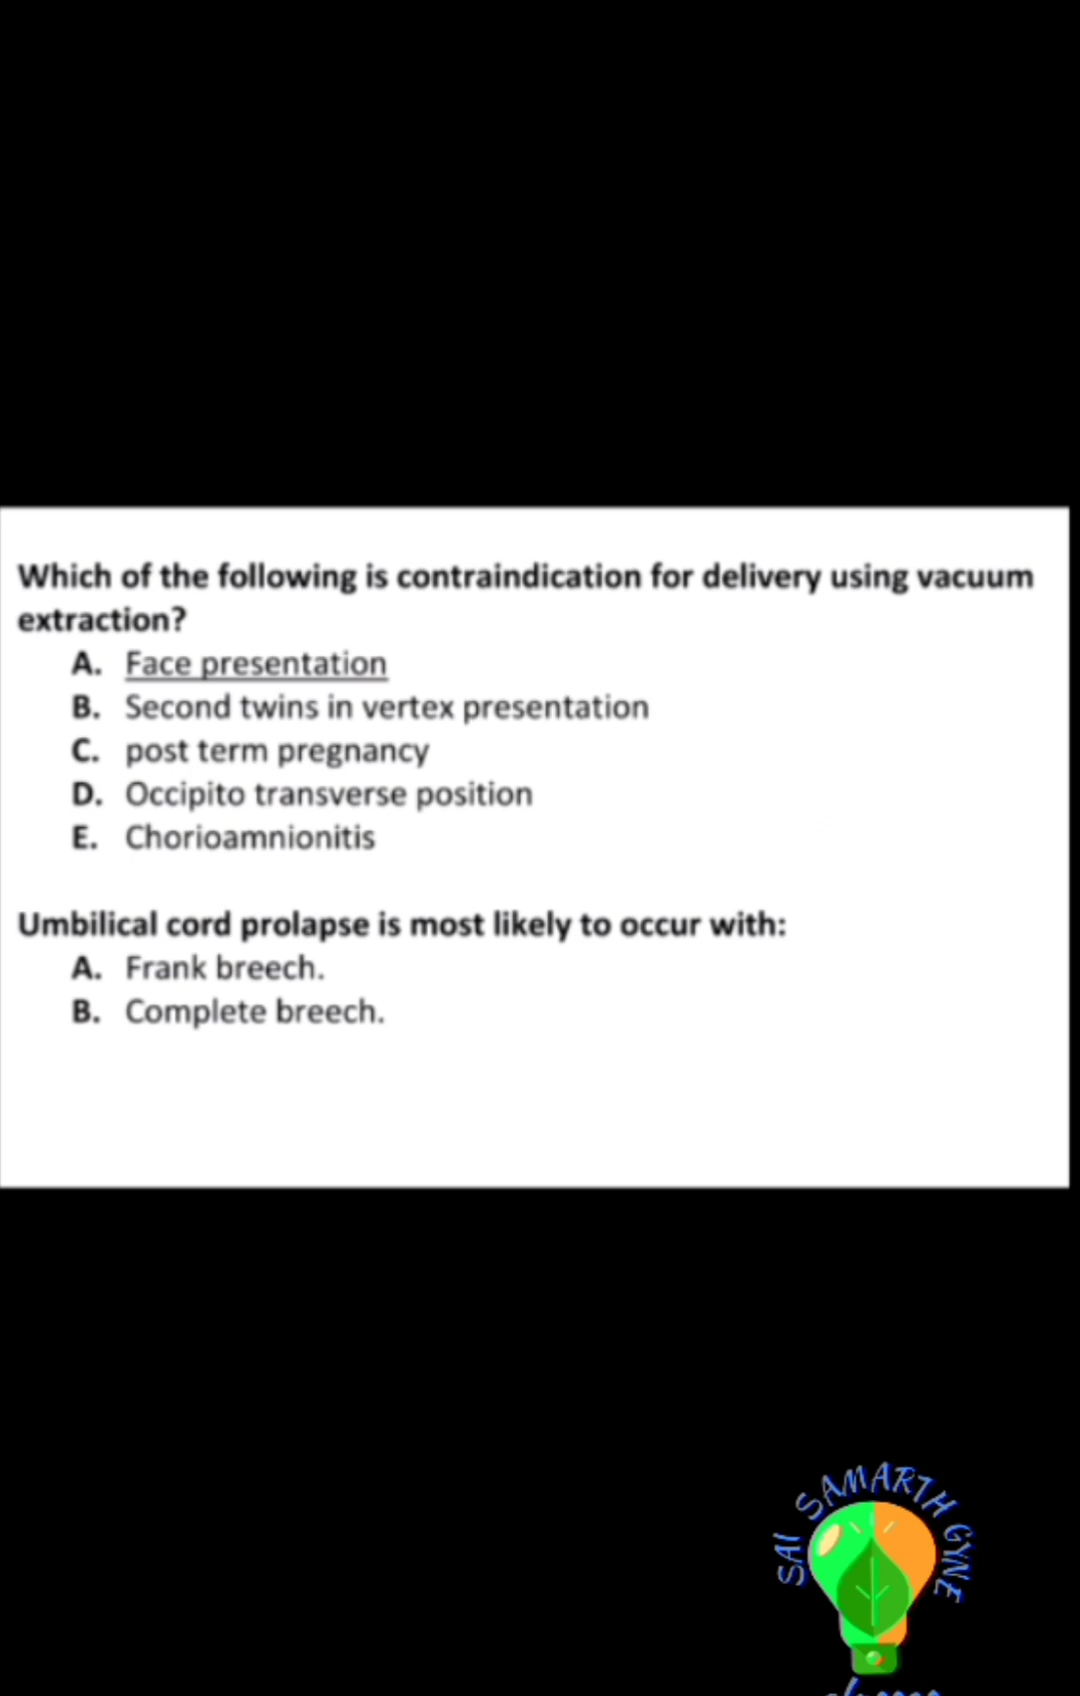 Which of the following is contraindication for delivery using vacuum
extraction?
A. Face presentation
B. Second twins in vertex presentation
C. post term pregnancy
D. Occipito transverse position
E. Chorioamnionitis
Umbilical cord prolapse is most likely to occur with:
A. Frank breech.
B. Complete breech.
SAI SAMARTH GYNE